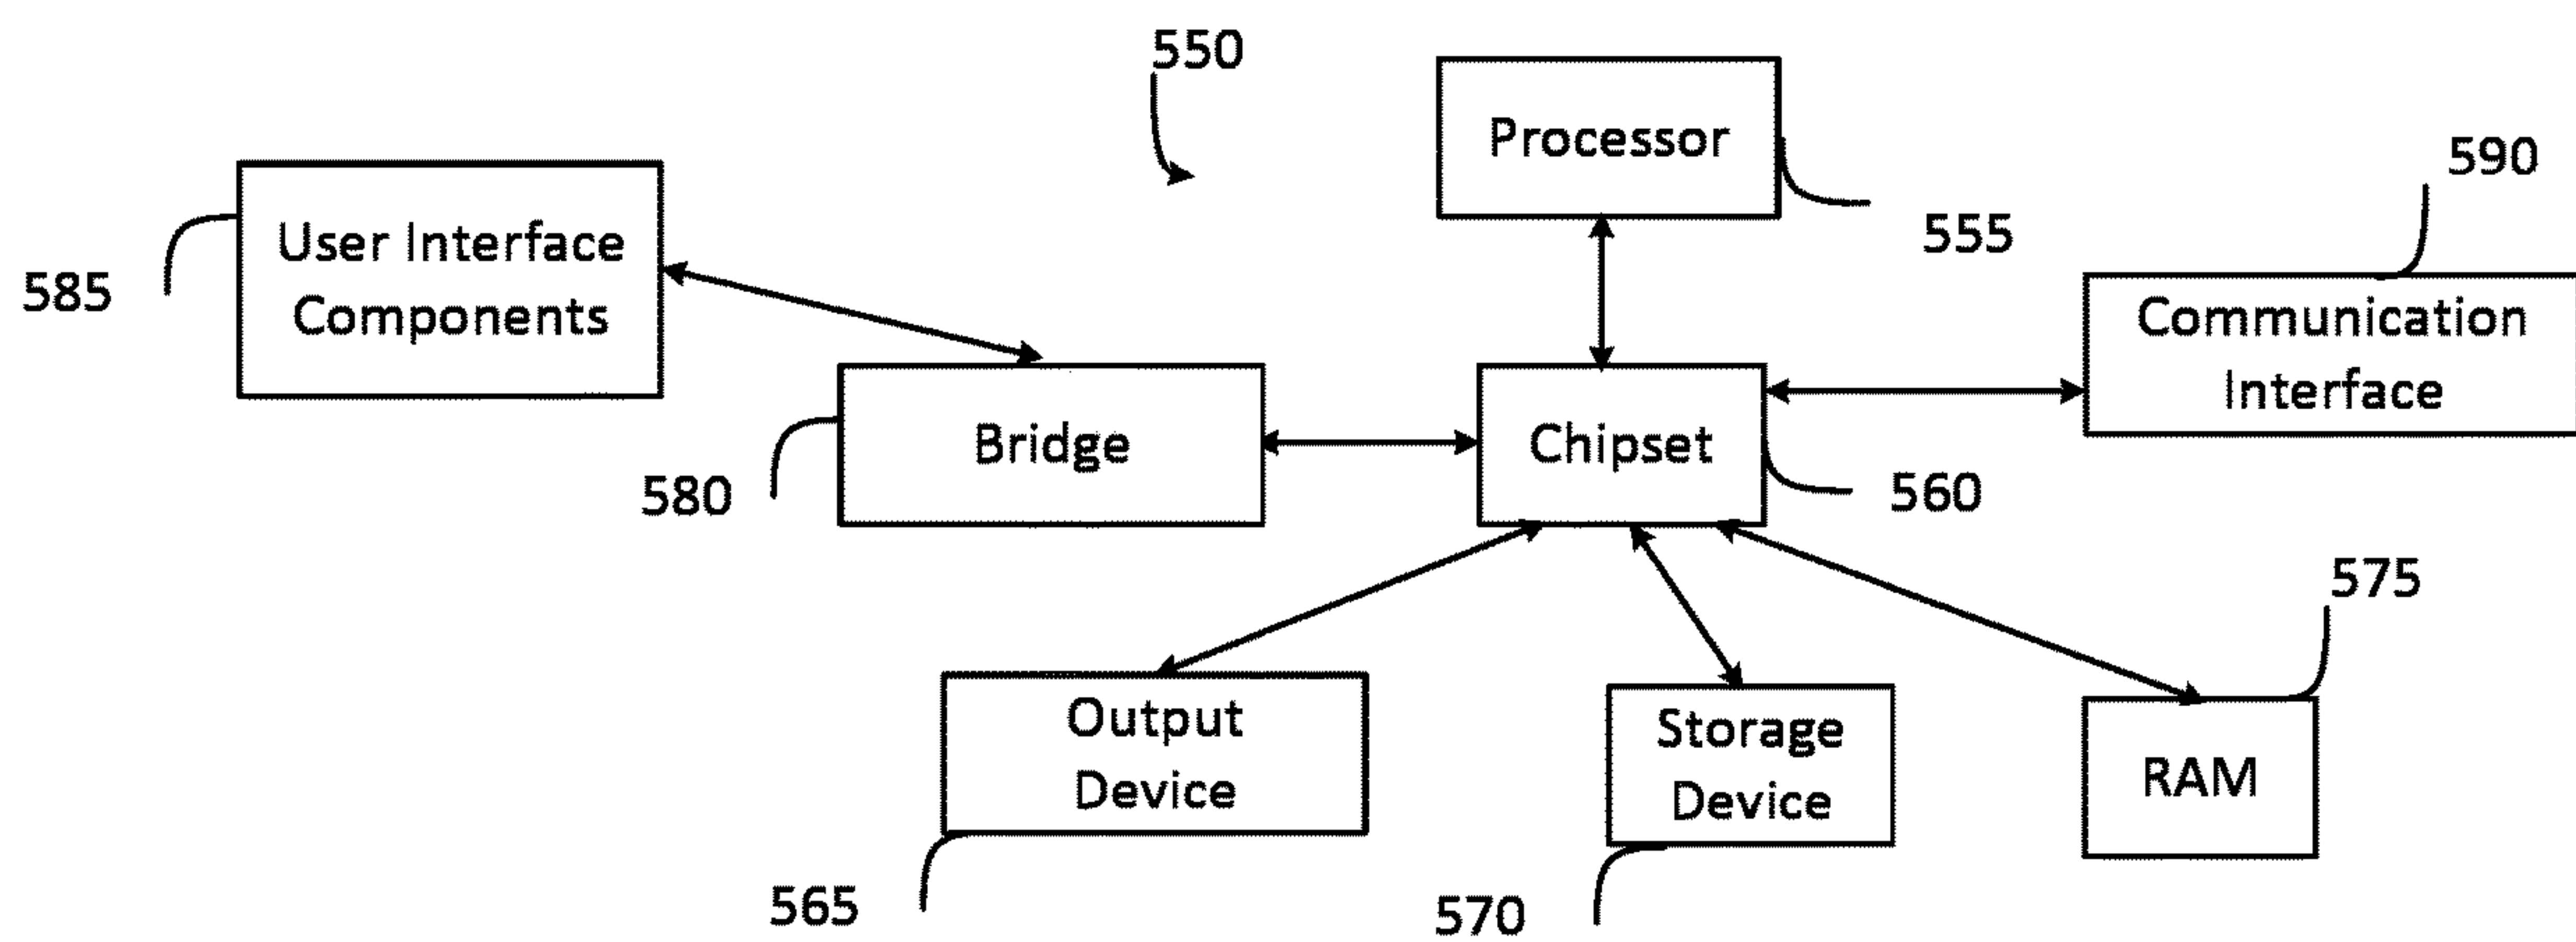 550
Processor
590
User Interface
Components
555
585
Communication
Interface
Bridge
Chipset
580
560
575
Output
Device
Storage
Device
RAM
565
570